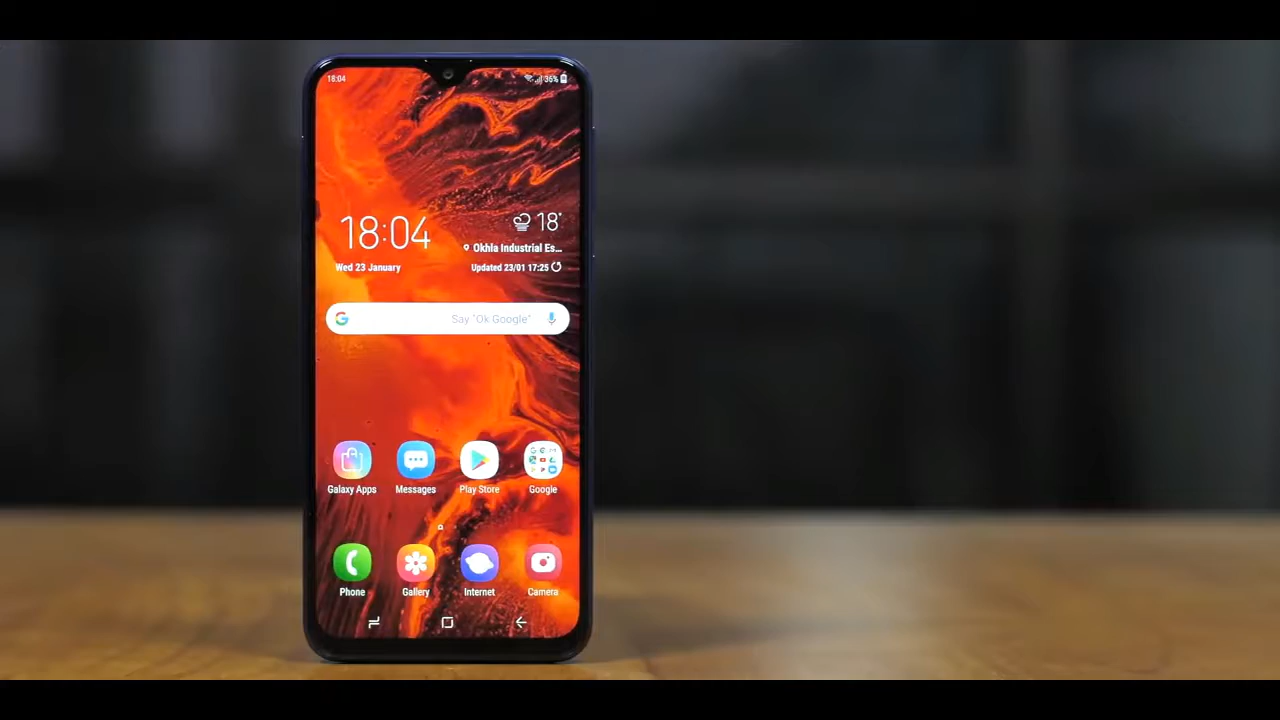 18:04
36%
18:04
18°
Okhla Industrial Es...
Wed 23 January
Updated 23/01 17:25
Say "Ok Google"
Galaxy Apps
Messages
Play Store
Google
Phone
Gallery
Internet
Camera